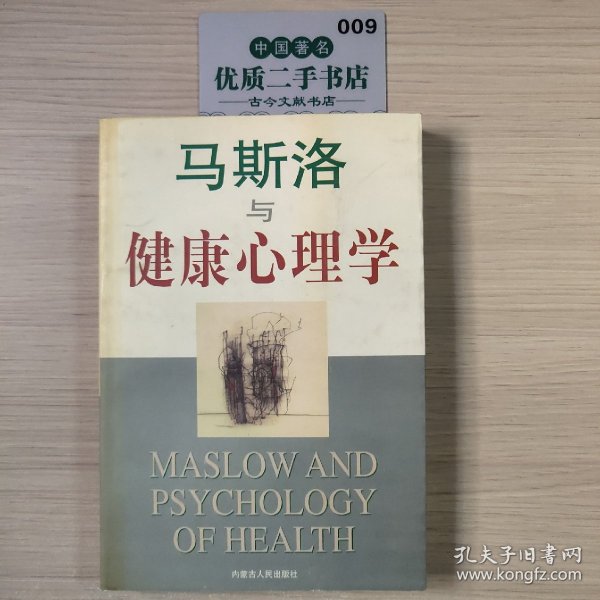 009
中国著名
优质二手书店
古今文献书店
马斯洛
与
健康心理学
MASLOW AND
PSYCHOLOGY
OF HEALTH
内蒙古人民出版社
孔夫子旧书网
www.kongfz.com